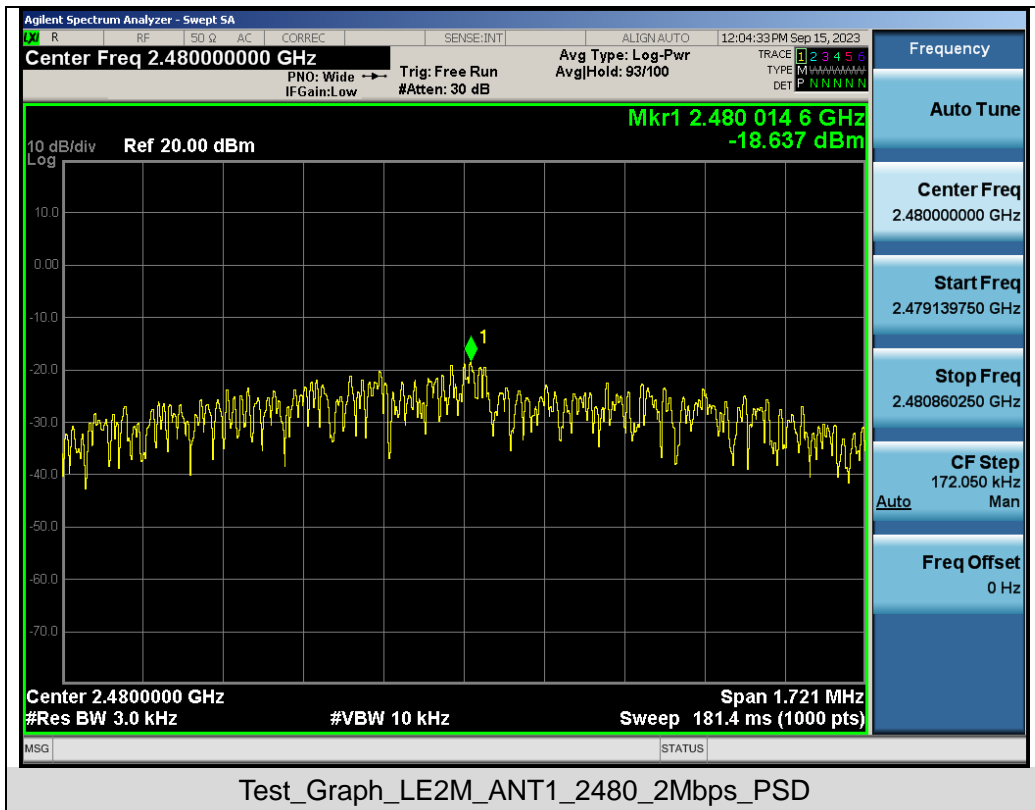 Agilent Spectrum Analyzer - Swept SA
LXI R RF 50 Ω AC CORREC SENSE:INT ALIGN AUTO 12:04:33 PM Sep 15, 2023
Center Freq 2.480000000 GHz
PNO: Wide
IFGain:Low
Trig: Free Run
#Atten: 30 dB
Avg Type: Log-Pwr
Avg|Hold: 93/100
TRACE 1 2 3 4 5 6
TYPE M
DET P N N N N N
Mkr1 2.480 014 6 GHz
-18.637 dBm
10 dB/div Ref 20.00 dBm
Log
10.0
0.00
-10.0
-20.0
-30.0
-40.0
-50.0
-60.0
-70.0
1
Center 2.4800000 GHz Span 1.721 MHz
#Res BW 3.0 kHz #VBW 10 kHz Sweep 181.4 ms (1000 pts)
MSG STATUS
Frequency
Auto Tune
Center Freq
2.480000000 GHz
Start Freq
2.479139750 GHz
Stop Freq
2.480860250 GHz
CF Step
172.050 kHz
Auto Man
Freq Offset
0 Hz
Test_Graph_LE2M_ANT1_2480_2Mbps_PSD